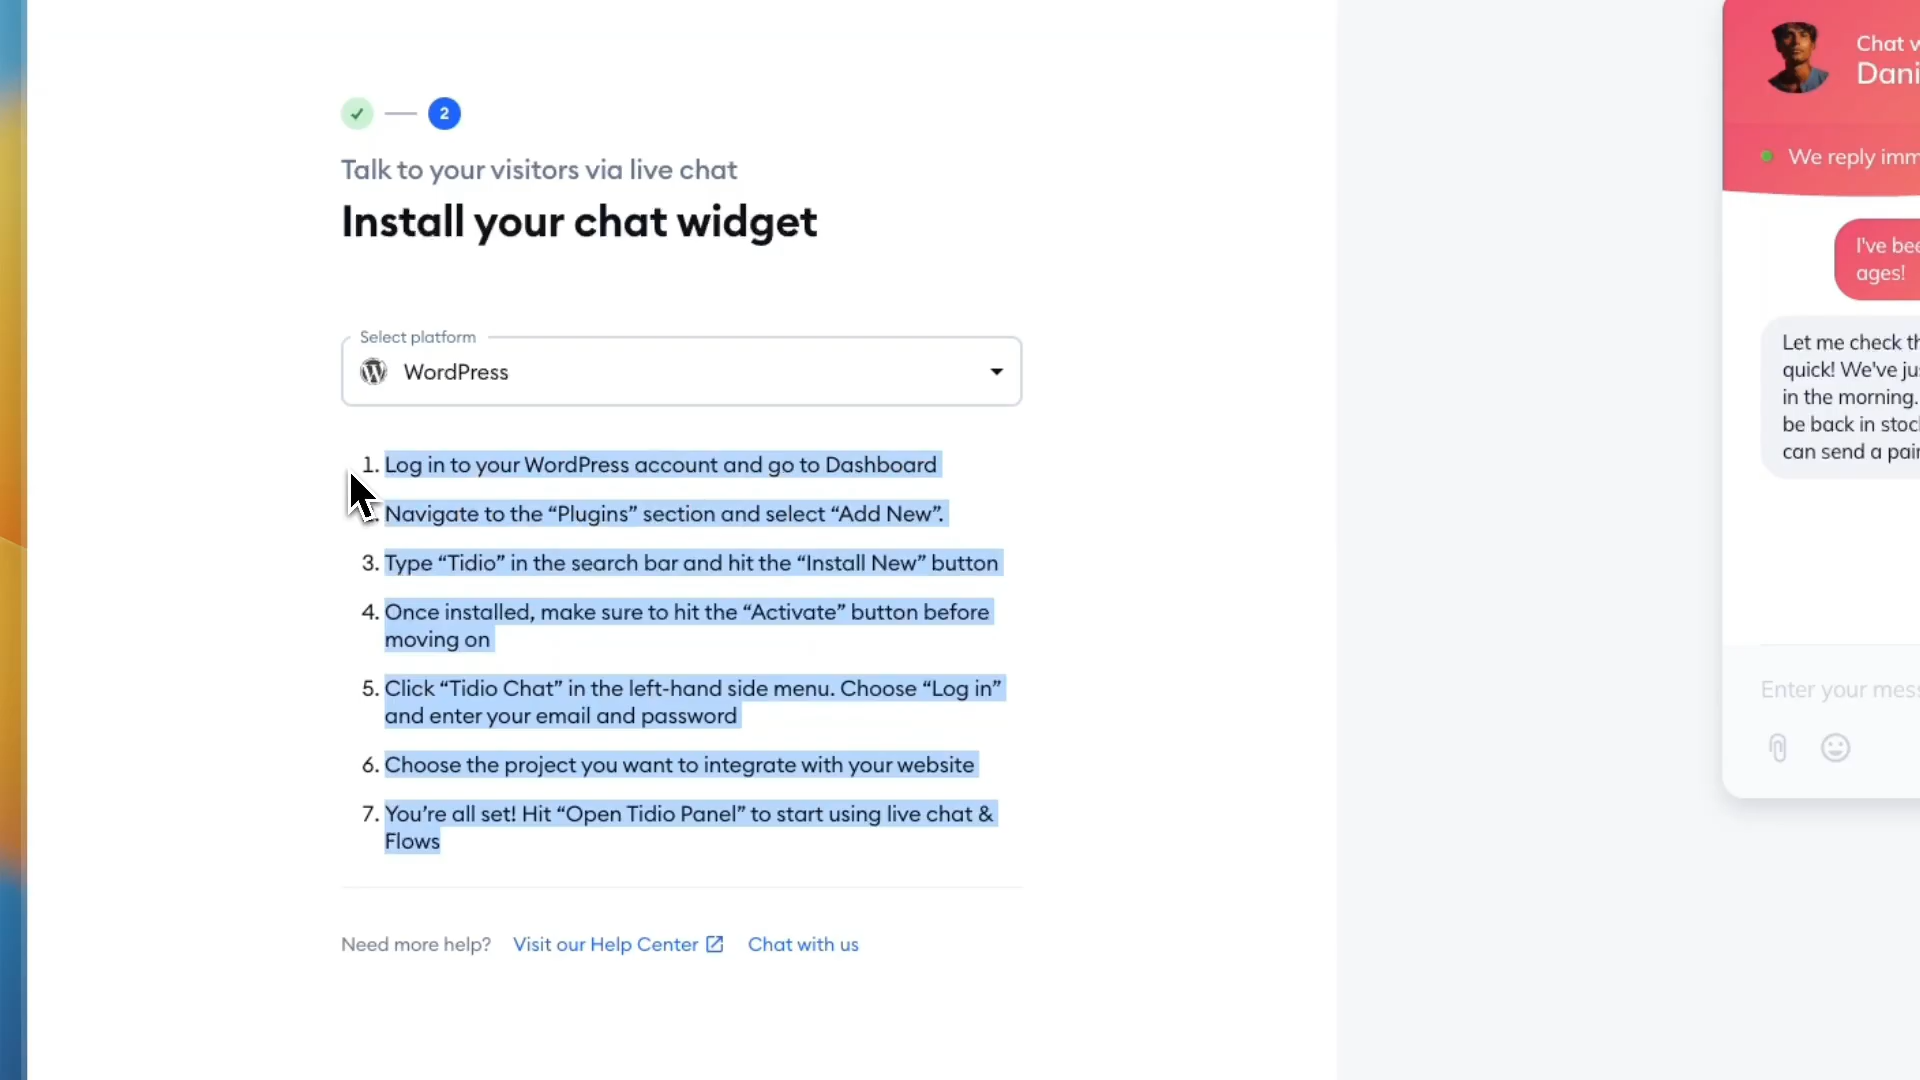 2
Talk to your visitors via live chat
Install your chat widget
Select platform
WordPress
1. Log in to your WordPress account and go to Dashboard
Navigate to the “Plugins” section and select “Add New”.
3. Type “Tidio” in the search bar and hit the “Install New” button
4. Once installed, make sure to hit the “Activate” button before
moving on
5. Click “Tidio Chat” in the left-hand side menu. Choose “Log in”
and enter your email and password
6. Choose the project you want to integrate with your website
7. You’re all set! Hit “Open Tidio Panel” to start using live chat &
Flows
Need more help? Visit our Help Center Chat with us
Chat
We reply
I've
ages!
Let me check
quick! We've
in the morning.
be back in
can send a
Enter your